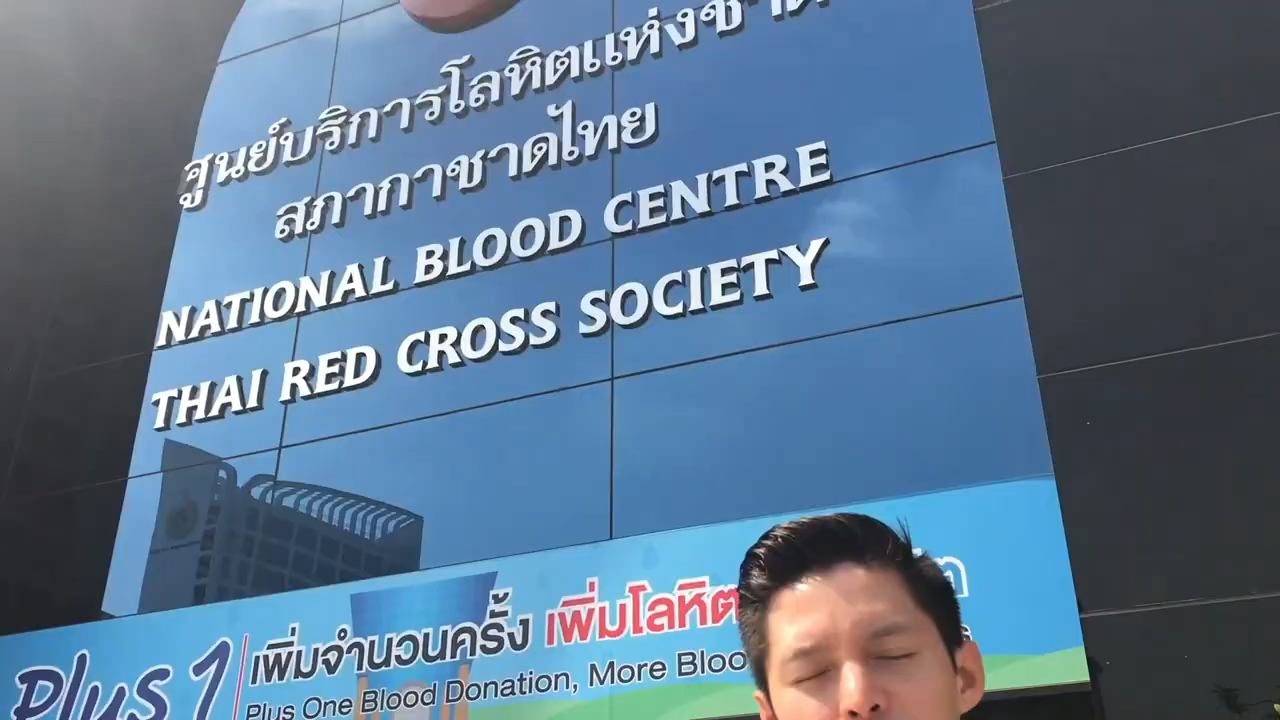 ศูนย์บริการโลหิตแห่งชาติ
สภากาชาดไทย
NATIONAL BLOOD CENTRE
THAI RED CROSS SOCIETY
Plus 1
เพิ่มจำนวนครั้ง เพิ่มโลหิต
Plus One Blood Donation, More